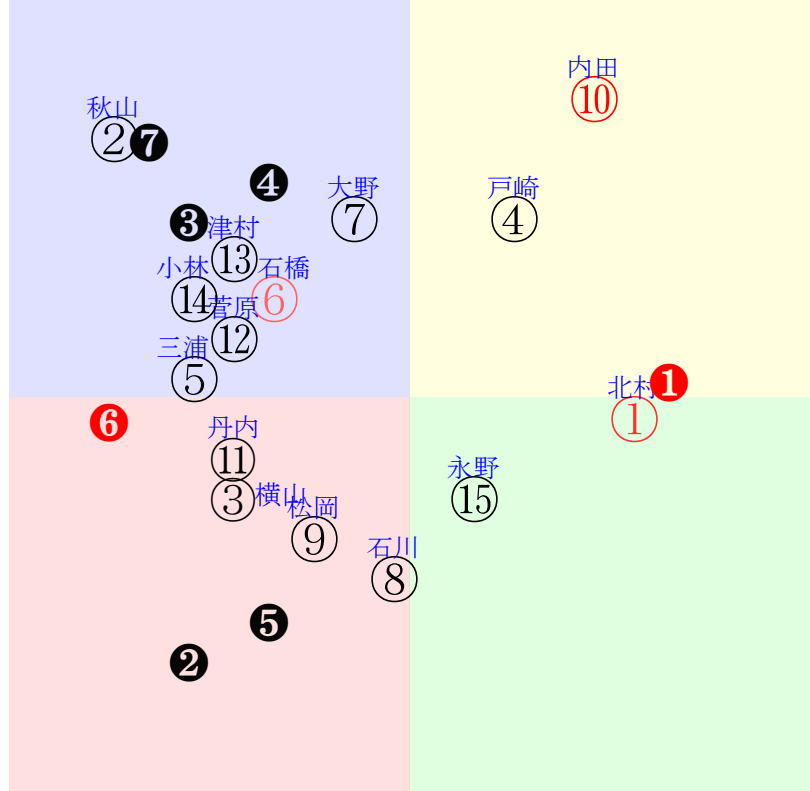 内田
⑩
秋山
②❼
❹
大野
⑦
戸崎
④
❸津村
⑬
小林
⑭
石橋
⑥
菅原
⑫
三浦
⑤
北村❶
①
❻
丹内
⑪
永野
⑮
③横山
松岡
⑨
石川
⑧
❺
❷